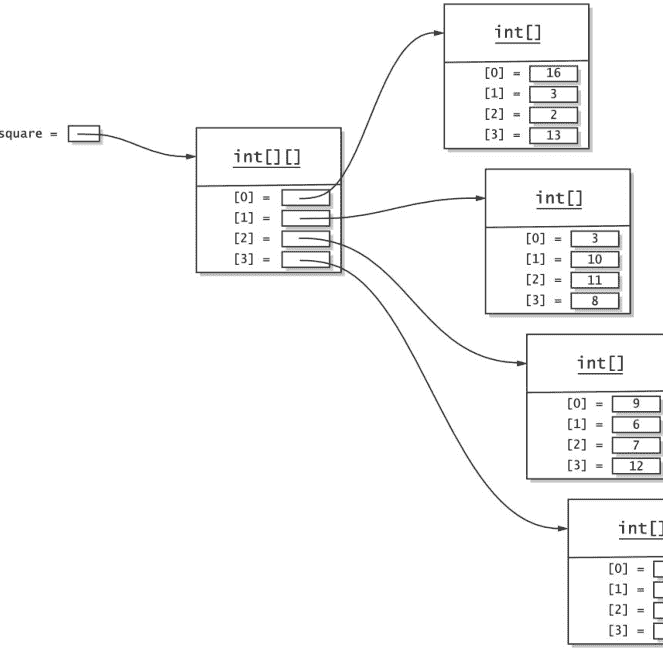 square =
int[][]
[0] =
[1] =
[2] =
[3] =
int[]
[0] = 16
[1] = 3
[2] = 2
[3] = 13
int[]
[0] = 3
[1] = 10
[2] = 11
[3] = 8
int[]
[0] = 9
[1] = 6
[2] = 7
[3] = 12
int[]
[0] =
[1] =
[2] =
[3] =